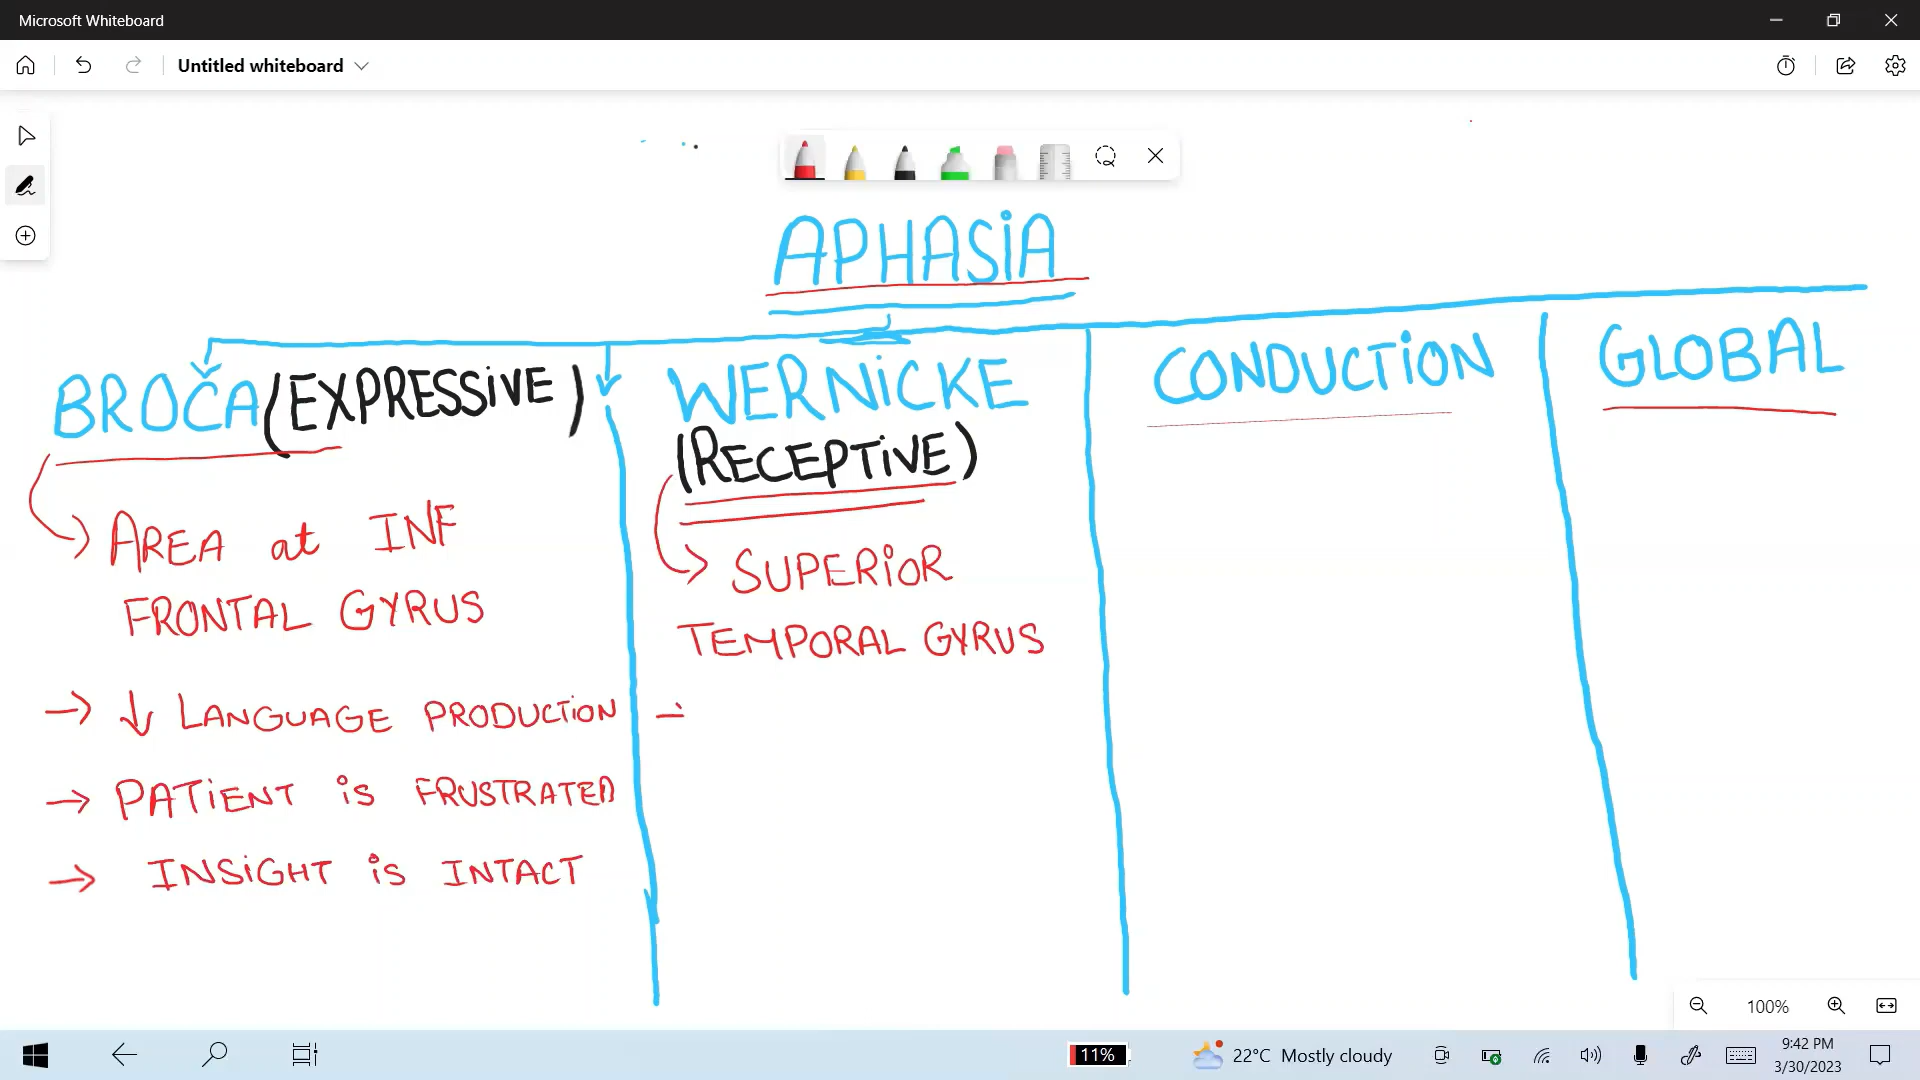 Microsoft Whiteboard
Untitled whiteboard
APHASiA
BROCA (EXPRESSiVE)
WERNiCKE
(RECEPTiVE)
CONDUCTiON
GLOBAL
→ AREA at INF
FRONTAL GYRUS
→ ↓ LANGUAGE PRODUCTiON
→ PATiENT iS FRUSTRATED
→ INSiGHT iS INTACT
→ SUPERiOR
TEMPORAL GYRUS
100%
11%
22°C Mostly cloudy
9:42 PM
3/30/2023